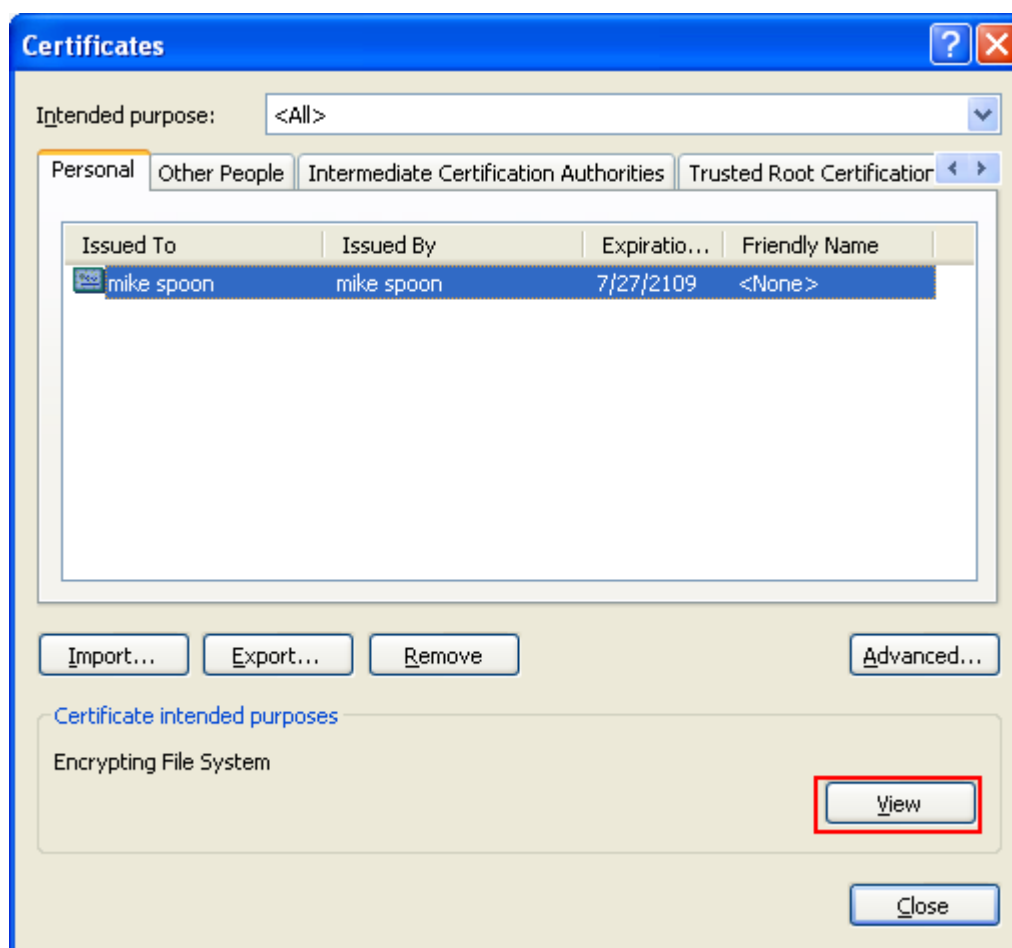 Certificates
Intended purpose: <All>
Personal Other People Intermediate Certification Authorities Trusted Root Certification
Issued To Issued By Expiratio... Friendly Name
mike spoon mike spoon 7/27/2109 <None>
Import... Export... Remove Advanced...
Certificate intended purposes
Encrypting File System
View
Close